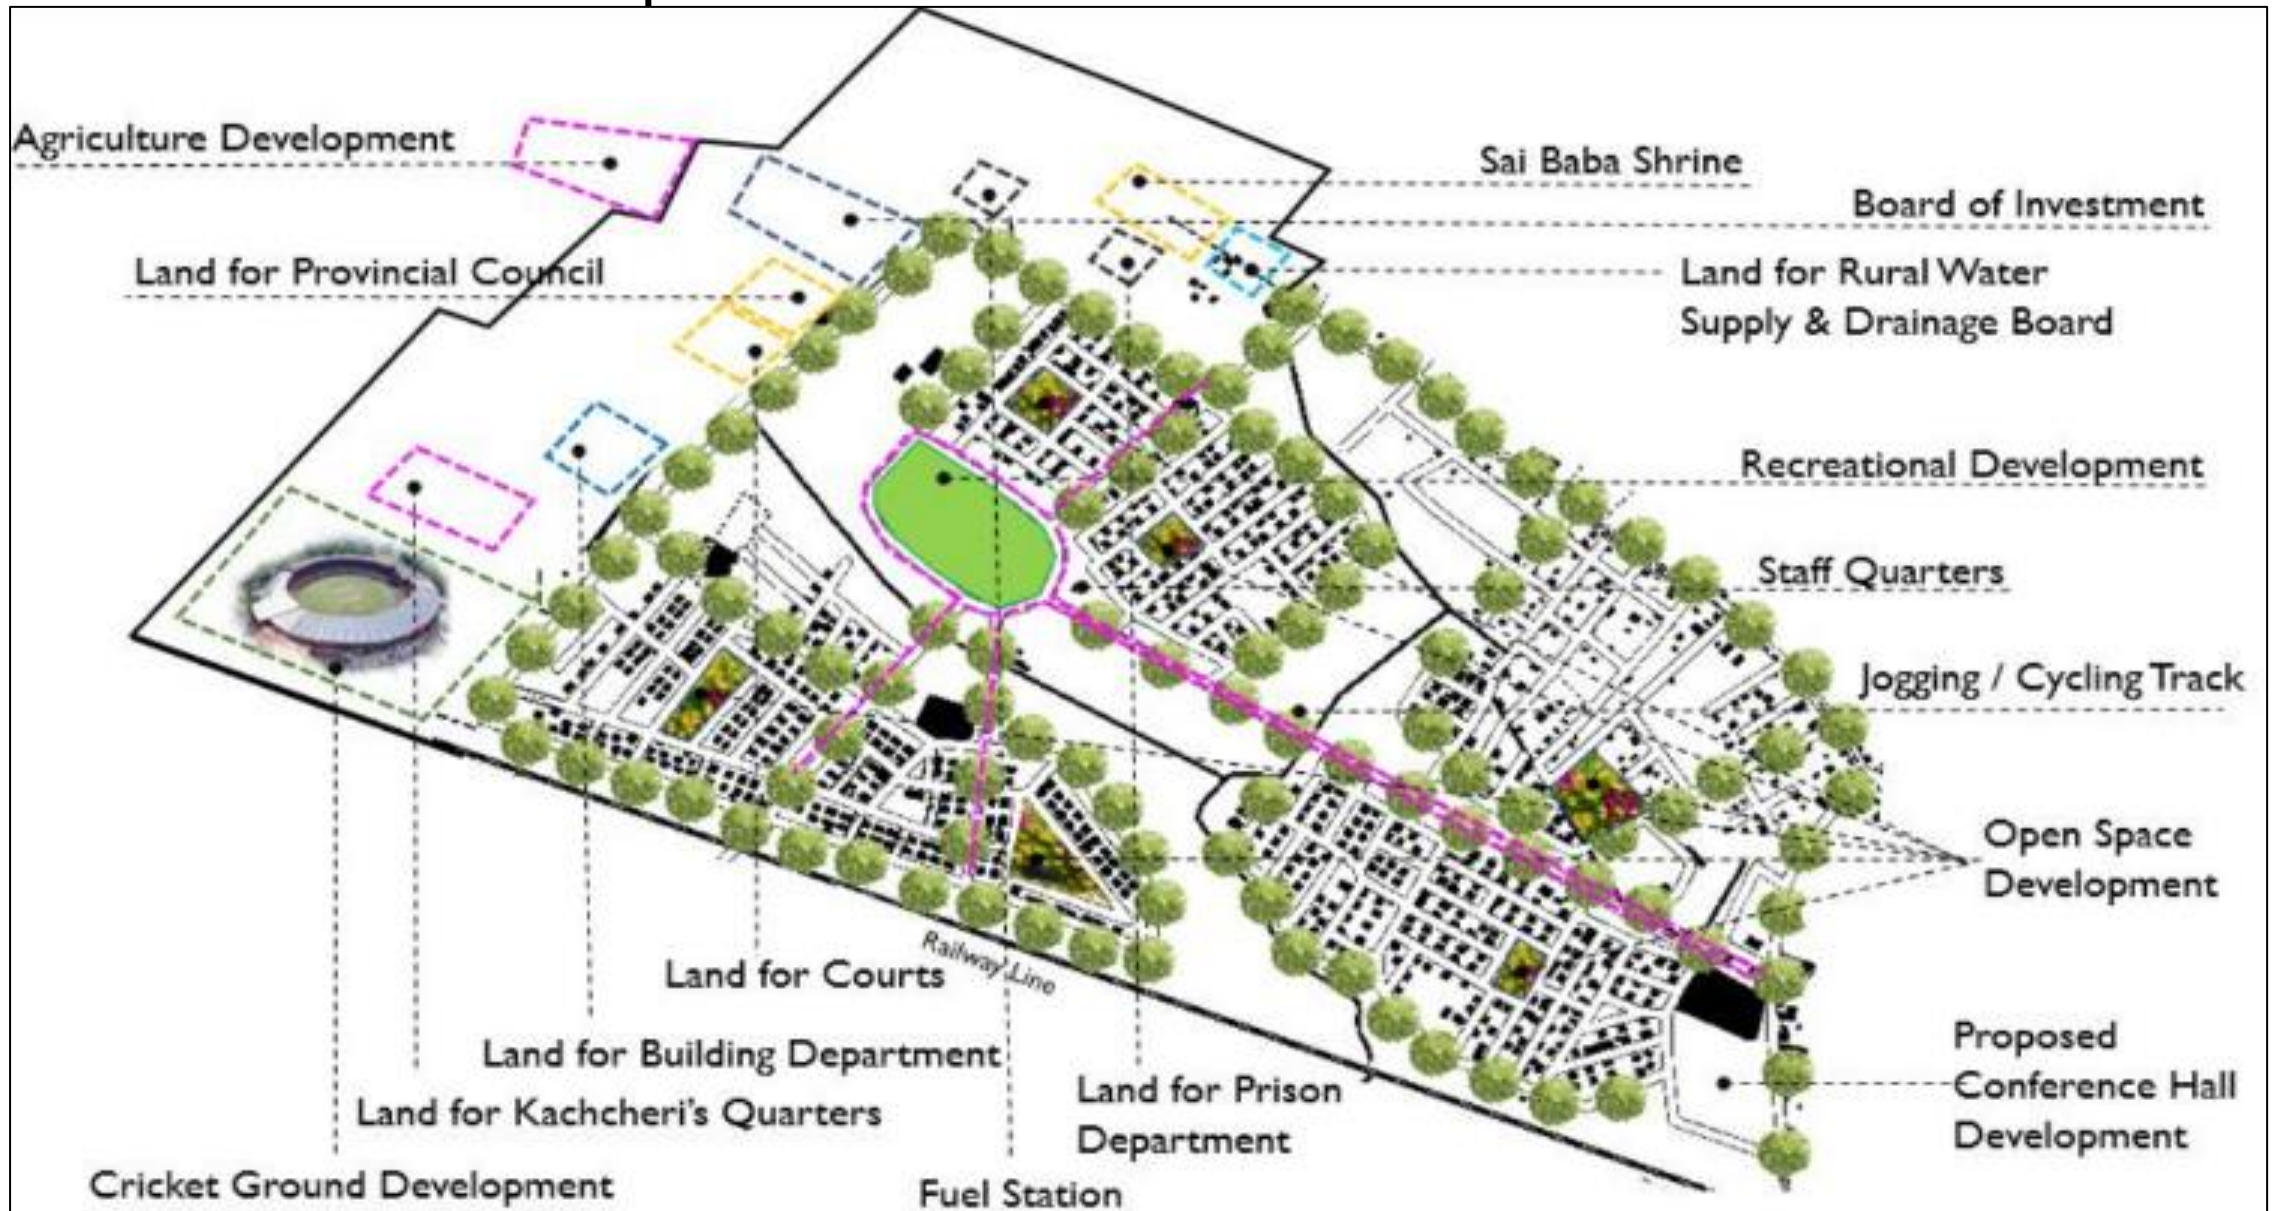 Agriculture Development
Sai Baba Shrine
Board of Investment
Land for Provincial Council
Land for Rural Water
Supply & Drainage Board
Recreational Development
Staff Quarters
Jogging / Cycling Track
Open Space
Development
Railway Line
Land for Courts
Land for Building Department
Land for Kachcheri's Quarters
Cricket Ground Development
Fuel Station
Land for Prison
Department
Proposed
Conference Hall
Development